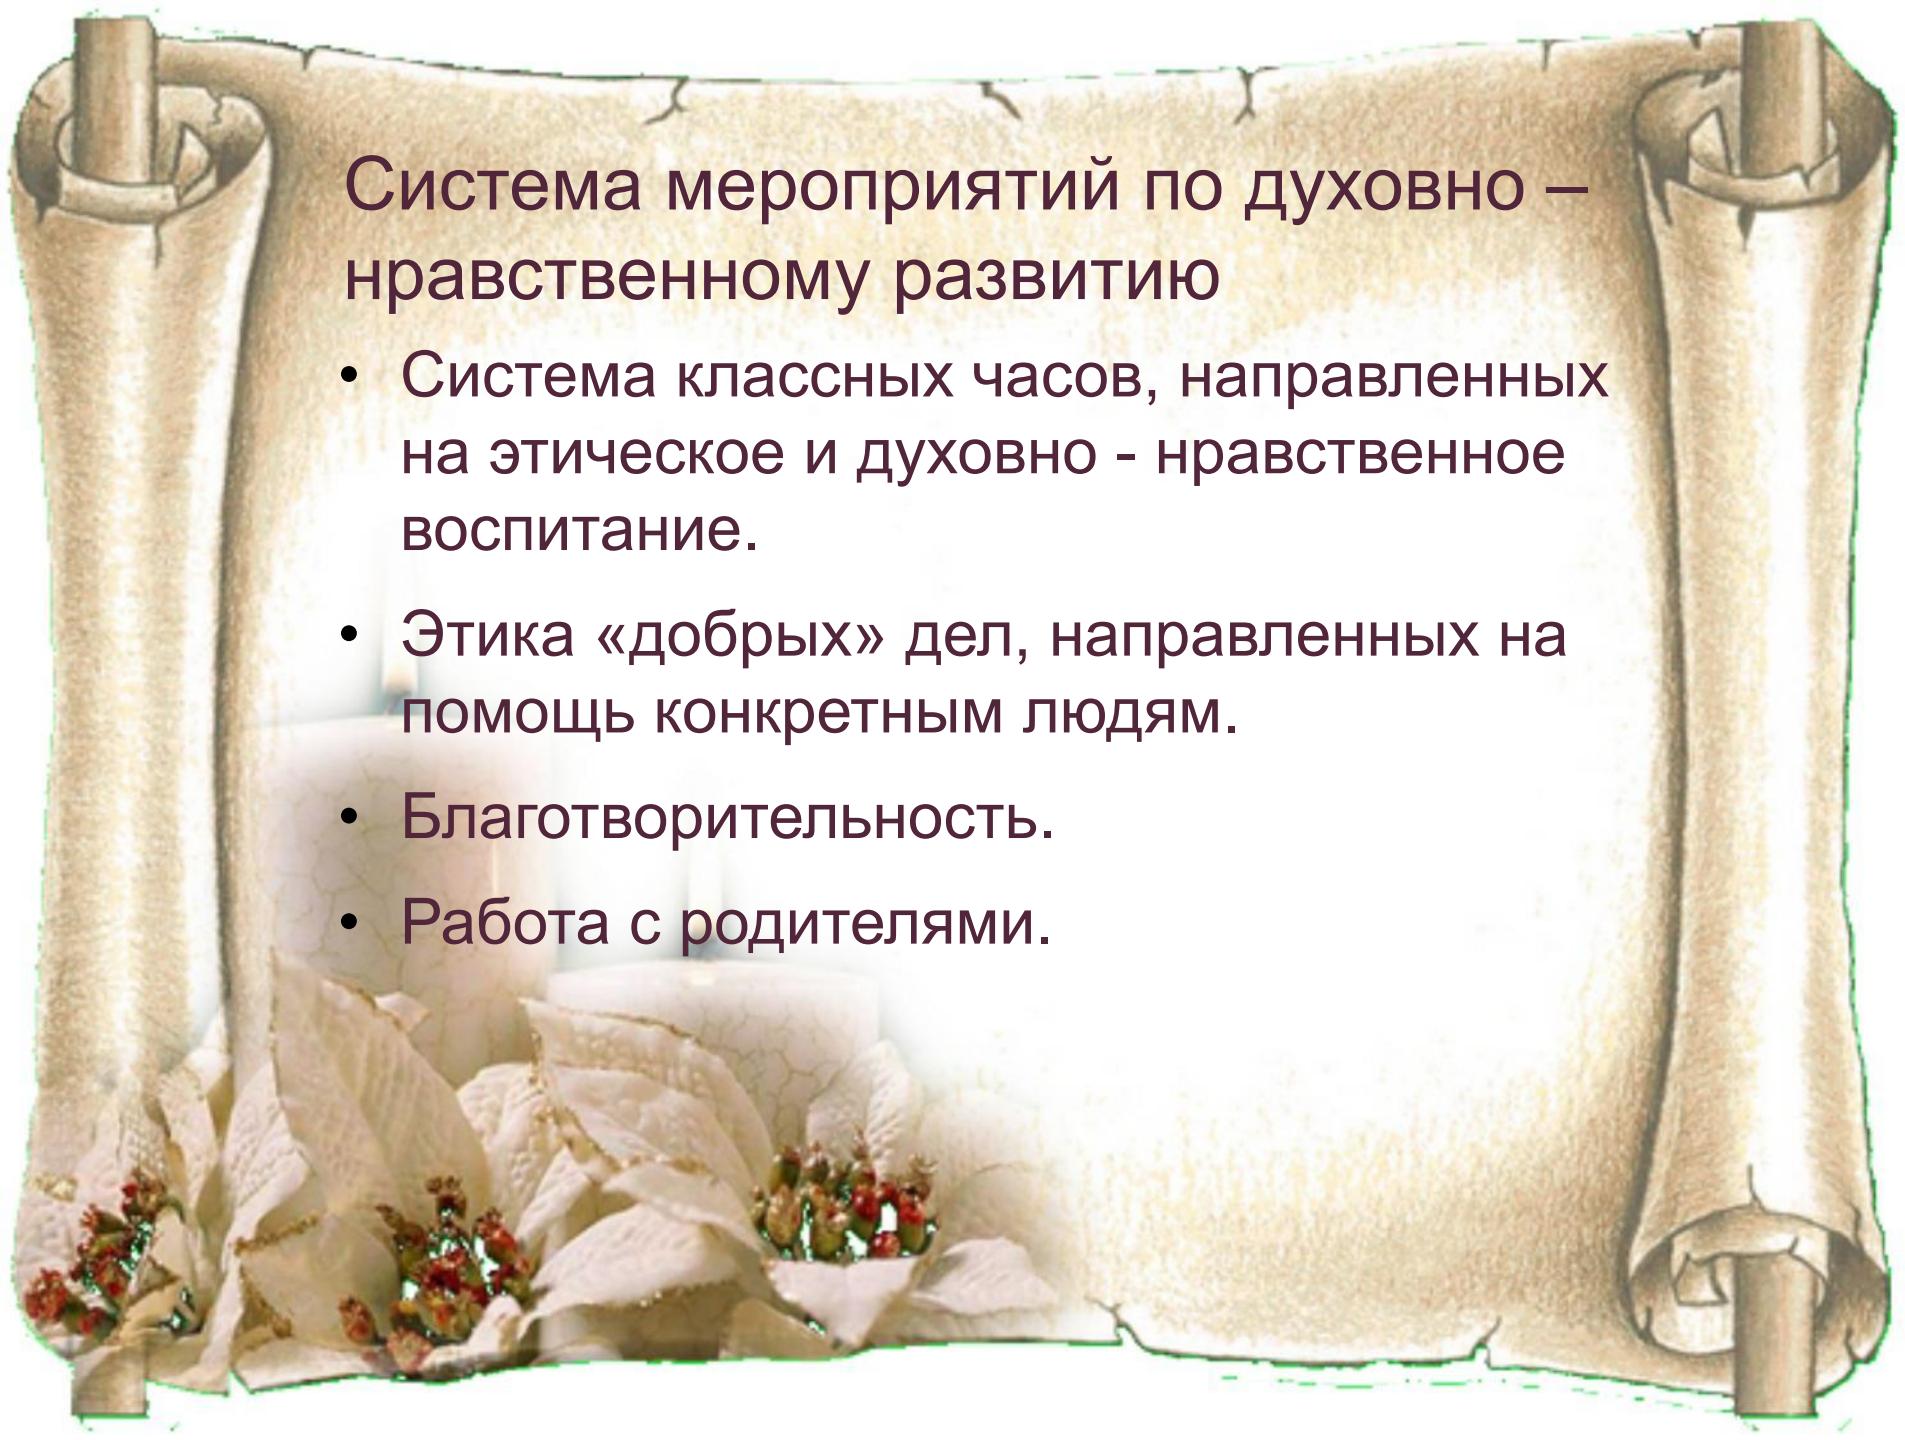 Система мероприятий по духовно –
нравственному развитию
• Система классных часов, направленных
на этическое и духовно - нравственное
воспитание.
• Этика «добрых» дел, направленных на
помощь конкретным людям.
• Благотворительность.
• Работа с родителями.